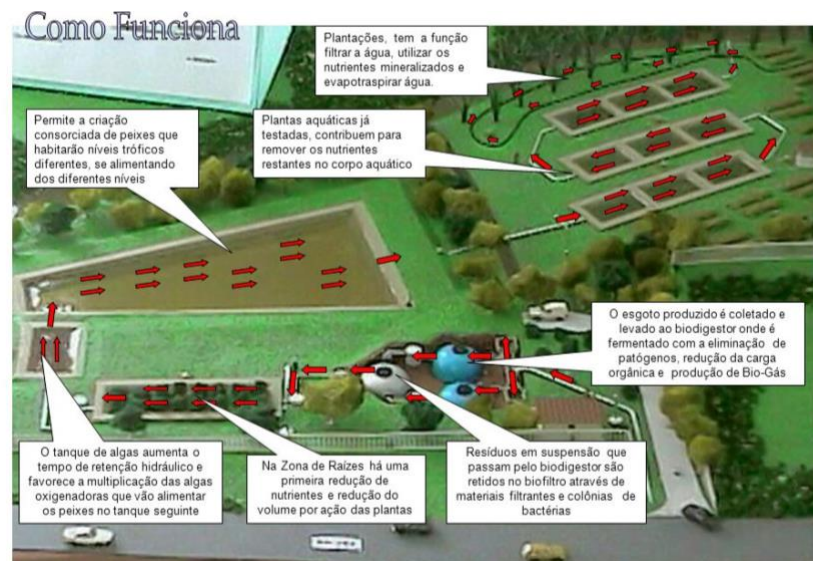 Como Funciona
Plantações, tem a função
filtrar a água, utilizar os
nutrientes mineralizados e
evapotraspirar água.
Permite a criação
consorciada de peixes que
habitarão níveis tróficos
diferentes, se alimentando
dos diferentes níveis
Plantas aquáticas já
testadas, contribuem para
remover os nutrientes
restantes no corpo aquático
O esgoto produzido é coletado e
levado ao biodigestor onde é
fermentado com a eliminação de
patógenos, redução da carga
orgânica e produção de Bio-Gás
O tanque de algas aumenta o
tempo de retenção hidráulico e
favorece a multiplicação das algas
oxigenadoras que vão alimentar
os peixes no tanque seguinte
Na Zona de Raízes há uma
primeira redução de
nutrientes e redução do
volume por ação das plantas
Resíduos em suspensão que
passam pelo biodigestor são
retidos no biofiltro através de
materiais filtrantes e colônias de
bactérias